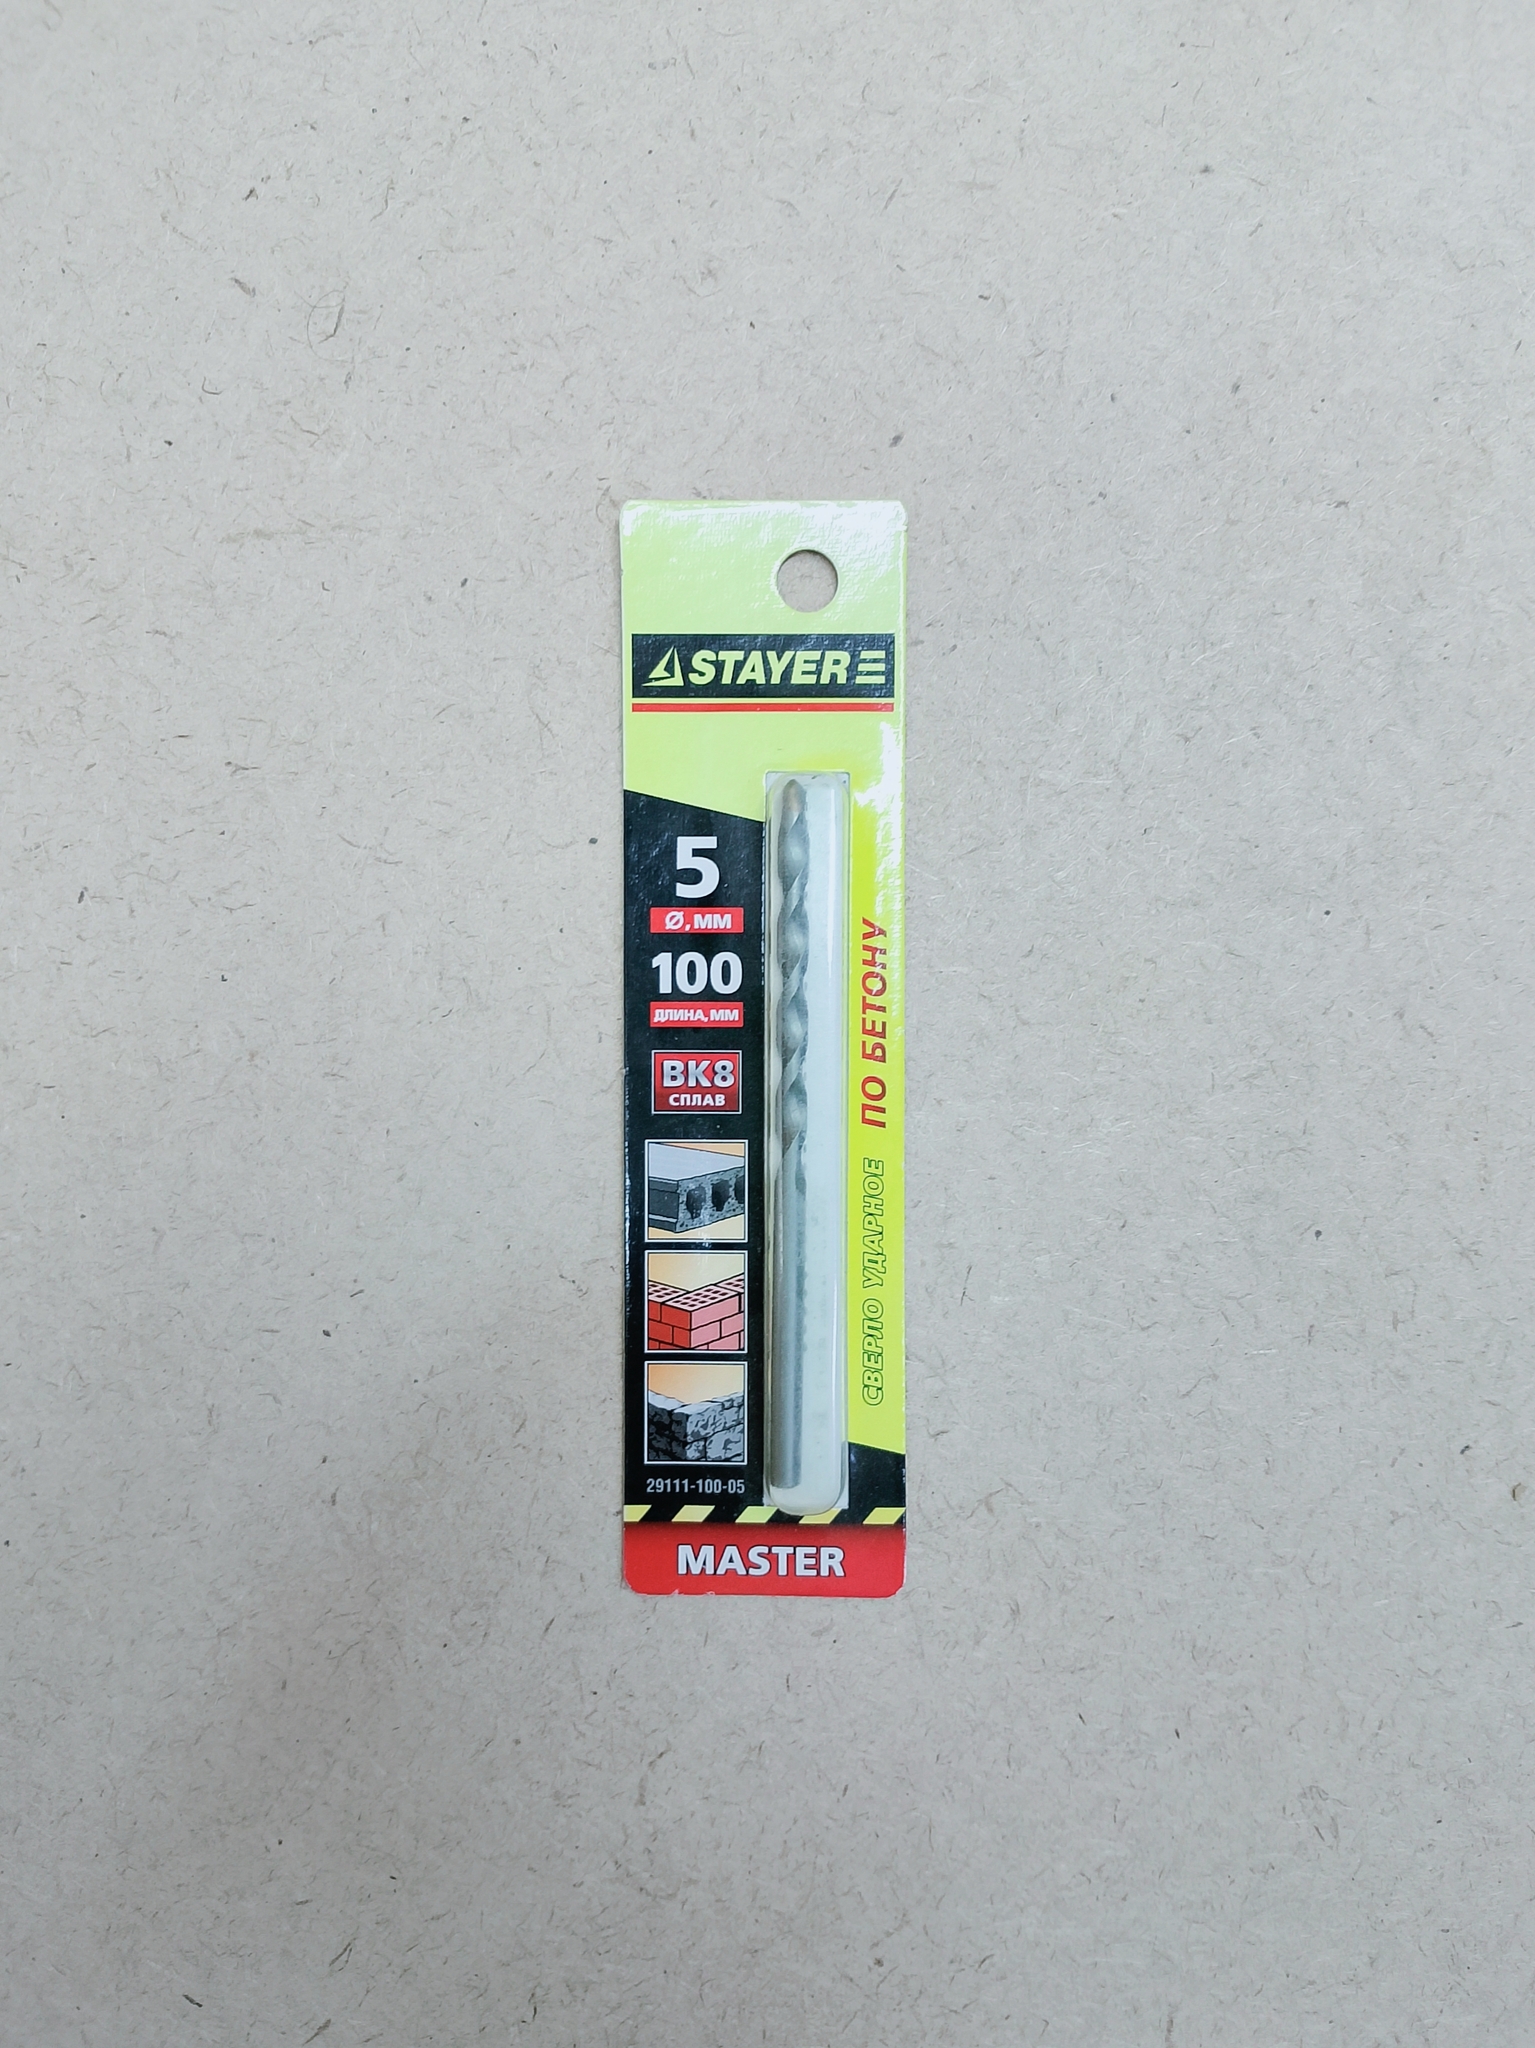 STAYER
5
Ø, ММ
100
ДЛИНА, ММ
ВК8
СПЛАВ
СВЕРЛО УДАРНОЕ ПО БЕТОНУ
29111-100-05
MASTER